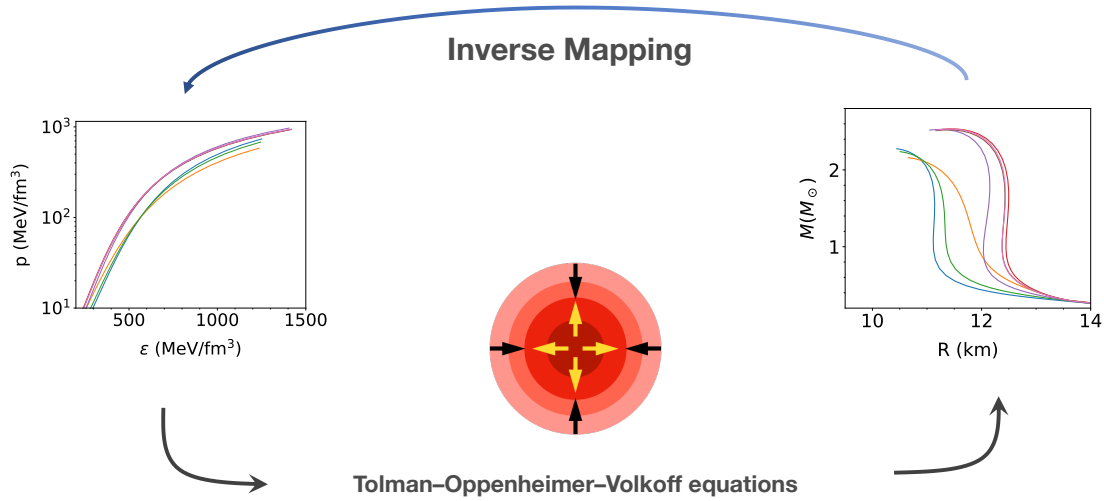 Inverse Mapping
10³
10²
10¹
p (MeV/fm³)
500 1000 1500
ε (MeV/fm³)
2
1
M(M⊙)
10 12 14
R (km)
Tolman–Oppenheimer–Volkoff equations